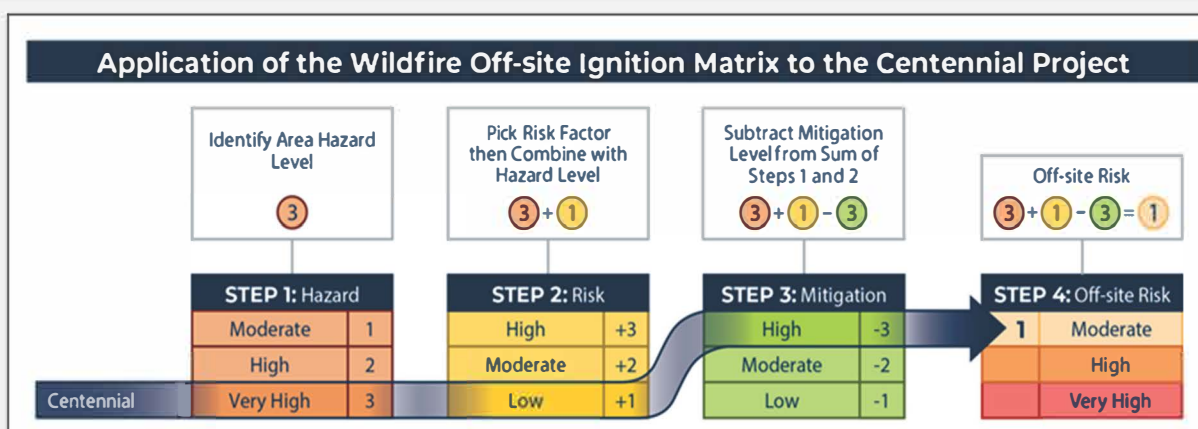 Application of the Wildfire Off-site Ignition Matrix to the Centennial Project
Identify Area Hazard
Level
3
Pick Risk Factor
then Combine with
Hazard Level
3 + 1
Subtract Mitigation
Level from Sum of
Steps 1 and 2
3 + 1 - 3
Off-site Risk
3 + 1 - 3 = 1
STEP 1: Hazard
Moderate 1
High 2
Very High 3
STEP 2: Risk
High +3
Moderate +2
Low +1
STEP 3: Mitigation
High -3
Moderate -2
Low -1
STEP 4: Off-site Risk
1 Moderate
High
Very High
Centennial